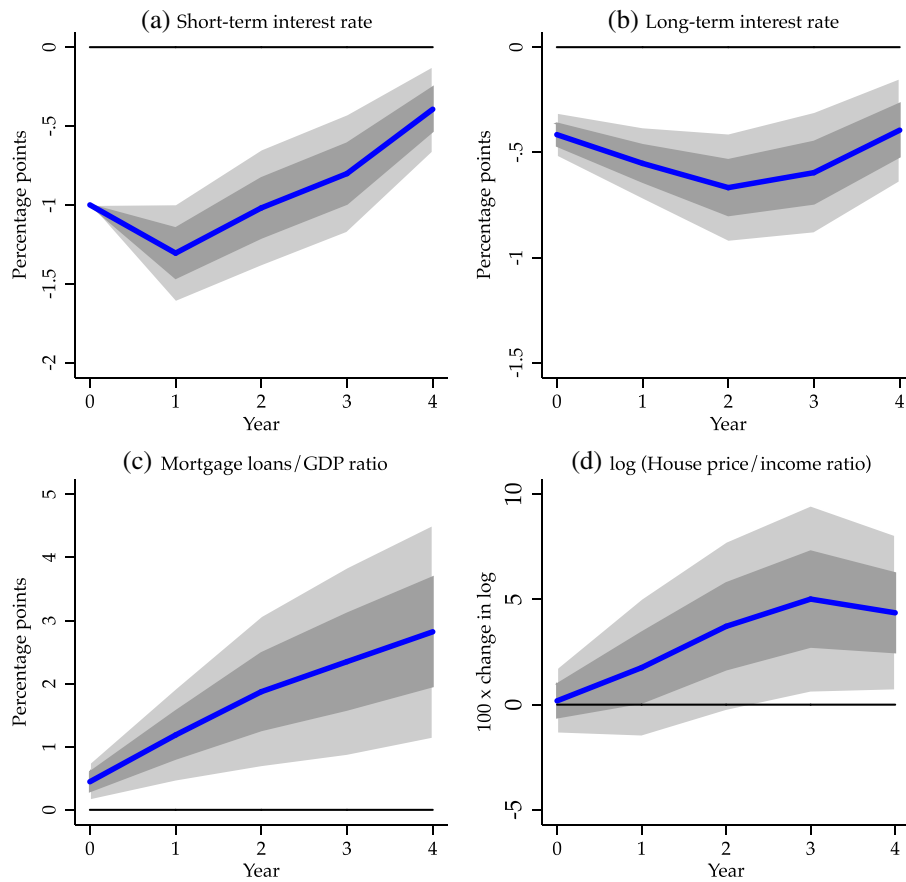 (a) Short-term interest rate
Percentage points
0
-.5
-1
-1.5
-2
0 1 2 3 4
Year
(b) Long-term interest rate
Percentage points
0
-.5
-1
-1.5
0 1 2 3 4
Year
(c) Mortgage loans/GDP ratio
Percentage points
5
4
3
2
1
0
0 1 2 3 4
Year
(d) log (House price/income ratio)
100 x change in log
10
5
0
-5
0 1 2 3 4
Year